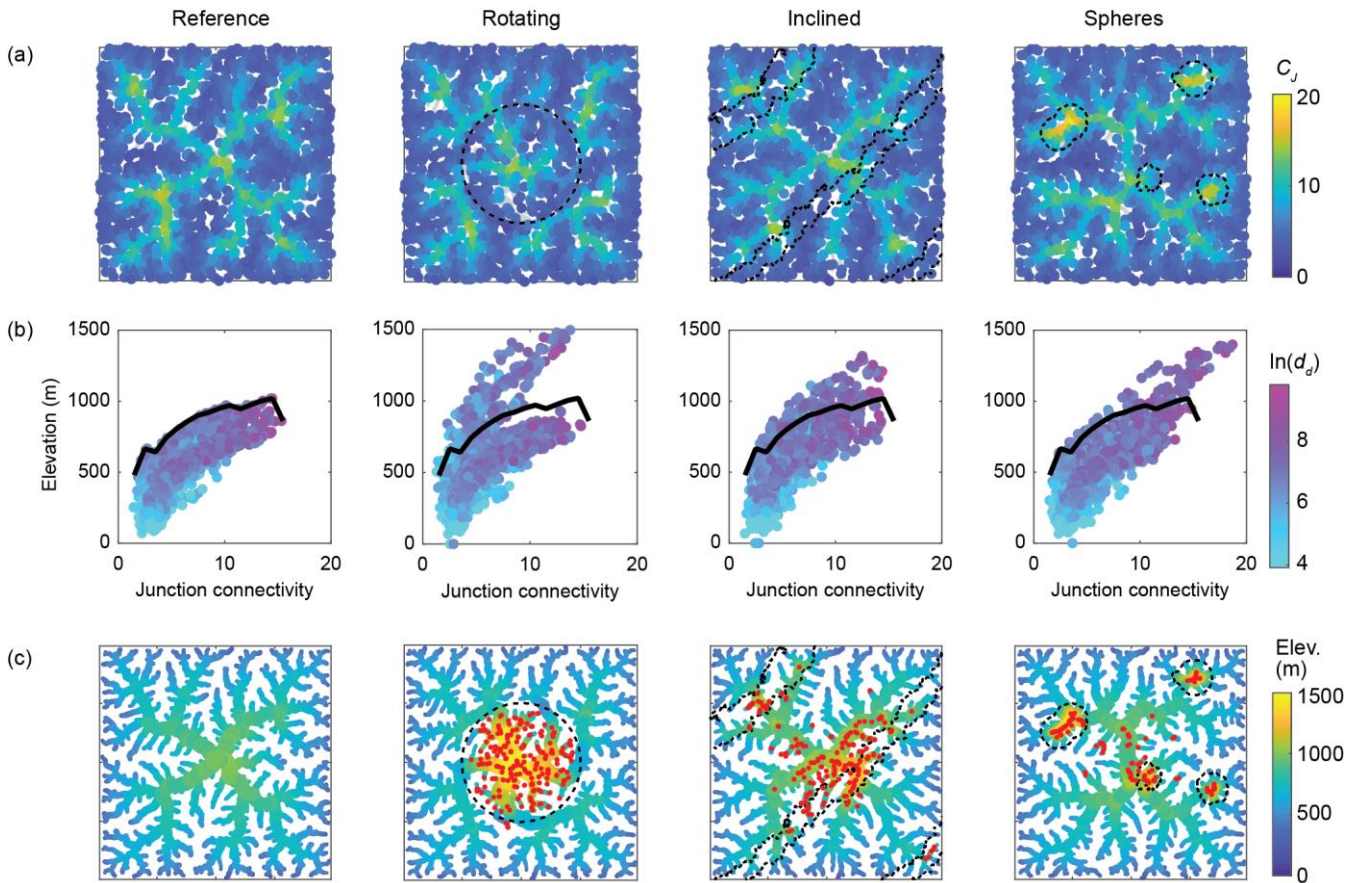 Reference Rotating Inclined Spheres
(a)
C_J
20
10
0
(b)
1500 1500 1500 1500
1000 1000 1000 1000
500 500 500 500
0 0 0 0
Elevation (m)
0 10 20 0 10 20 0 10 20 0 10 20
Junction connectivity Junction connectivity Junction connectivity Junction connectivity
ln(d_d)
8
6
4
(c)
Elev.
(m)
1500
1000
500
0